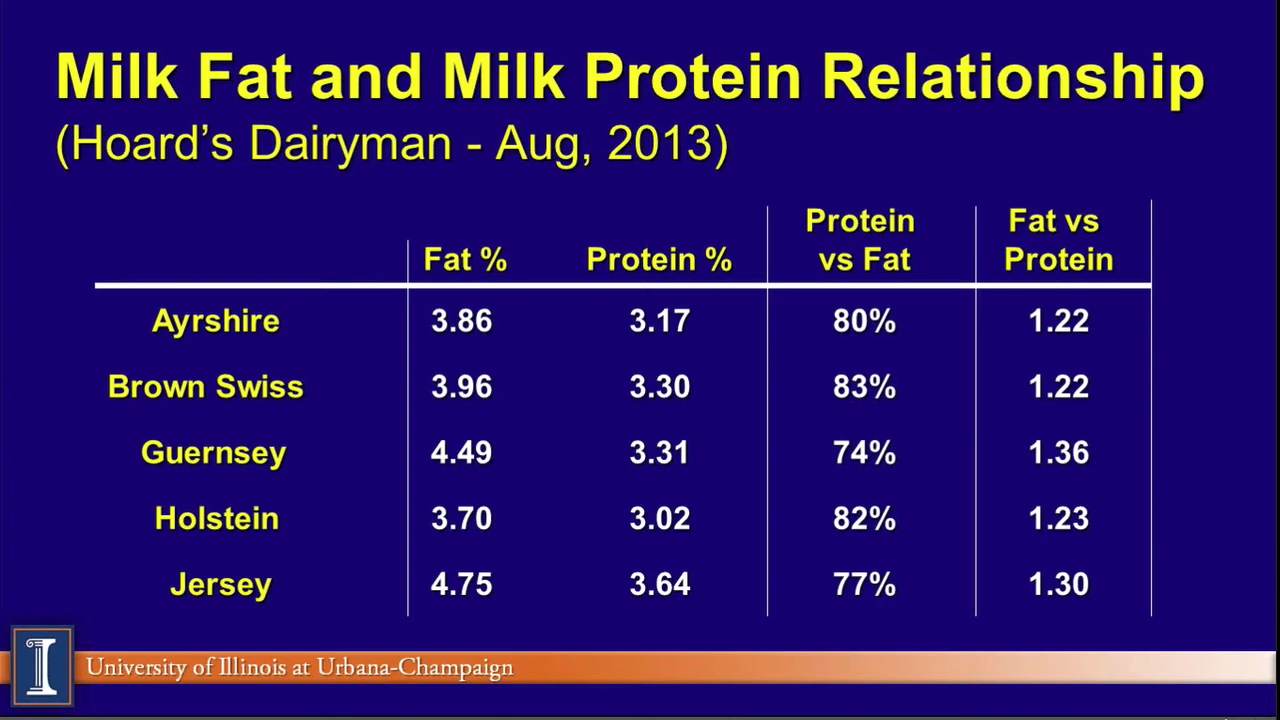 Milk Fat and Milk Protein Relationship
(Hoard's Dairyman - Aug, 2013)
Fat % Protein % Protein vs Fat Fat vs Protein
Ayrshire 3.86 3.17 80% 1.22
Brown Swiss 3.96 3.30 83% 1.22
Guernsey 4.49 3.31 74% 1.36
Holstein 3.70 3.02 82% 1.23
Jersey 4.75 3.64 77% 1.30
I
University of Illinois at Urbana-Champaign